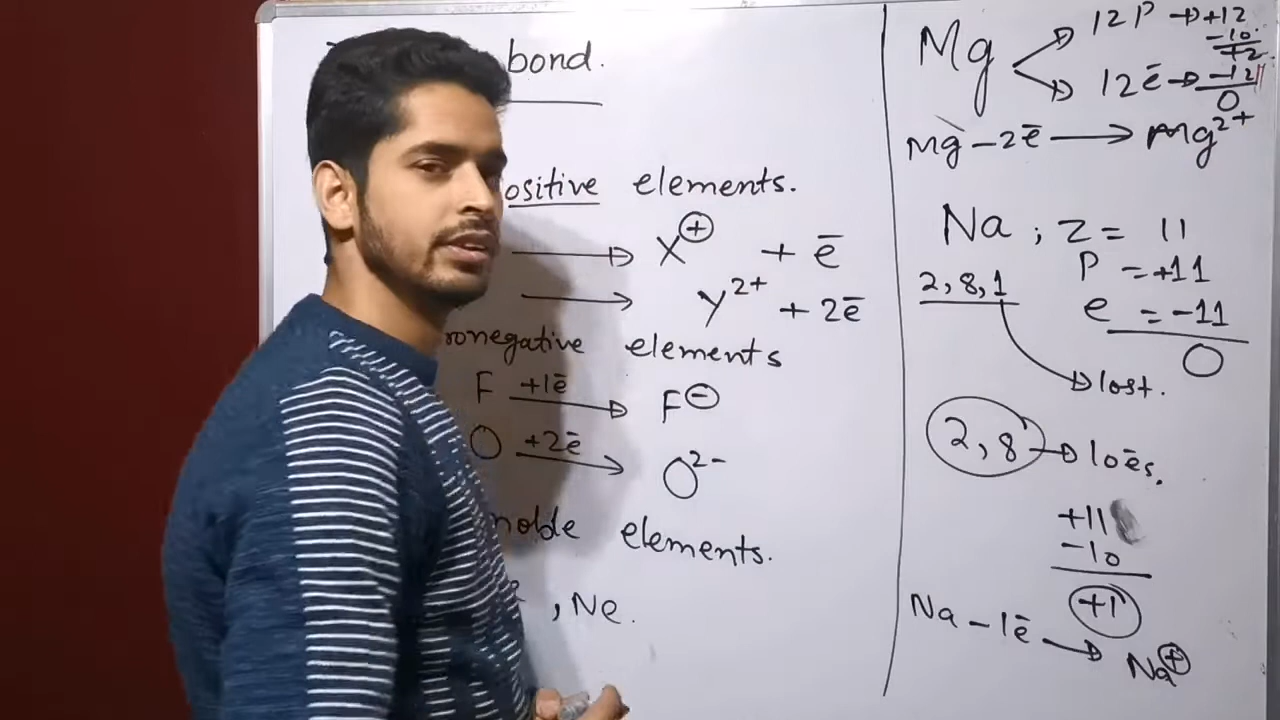 bond.
ositive elements.
⟶ X⊕ + ē
⟶ y²⁺ + 2ē
ronegative elements
F +1ē ⟶ F⊖
O +2ē ⟶ O²⁻
noble elements.
, Ne.
Mg
12P → +12
-10
+2
12ē → -12
0
Mg - 2ē ⟶ Mg²⁺
Na ; Z = 11
P = +11
2,8,1
e = -11
0
→ lost.
2,8 → 10ēs.
+11
-10
+1
Na - 1ē ⟶ Na⊕